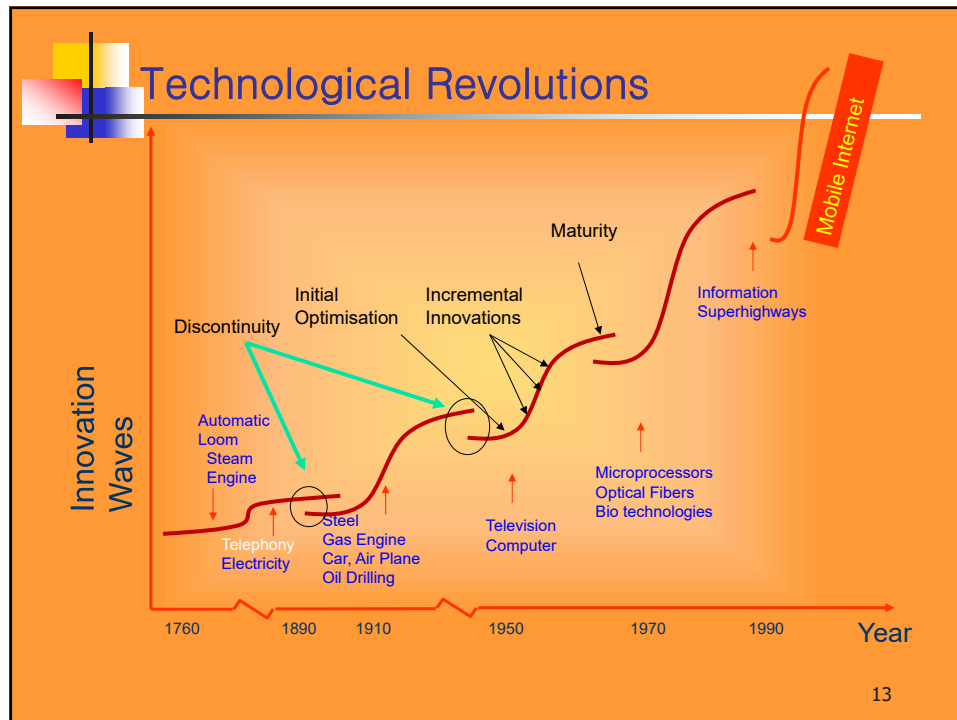 Technological Revolutions
Mobile Internet
Maturity
Initial
Optimisation
Incremental
Innovations
Information
Superhighways
Discontinuity
Innovation
Waves
Automatic
Loom
Steam
Engine
Telephony
Electricity
Steel
Gas Engine
Car, Air Plane
Oil Drilling
Television
Computer
Microprocessors
Optical Fibers
Bio technologies
1760 1890 1910 1950 1970 1990
Year
13